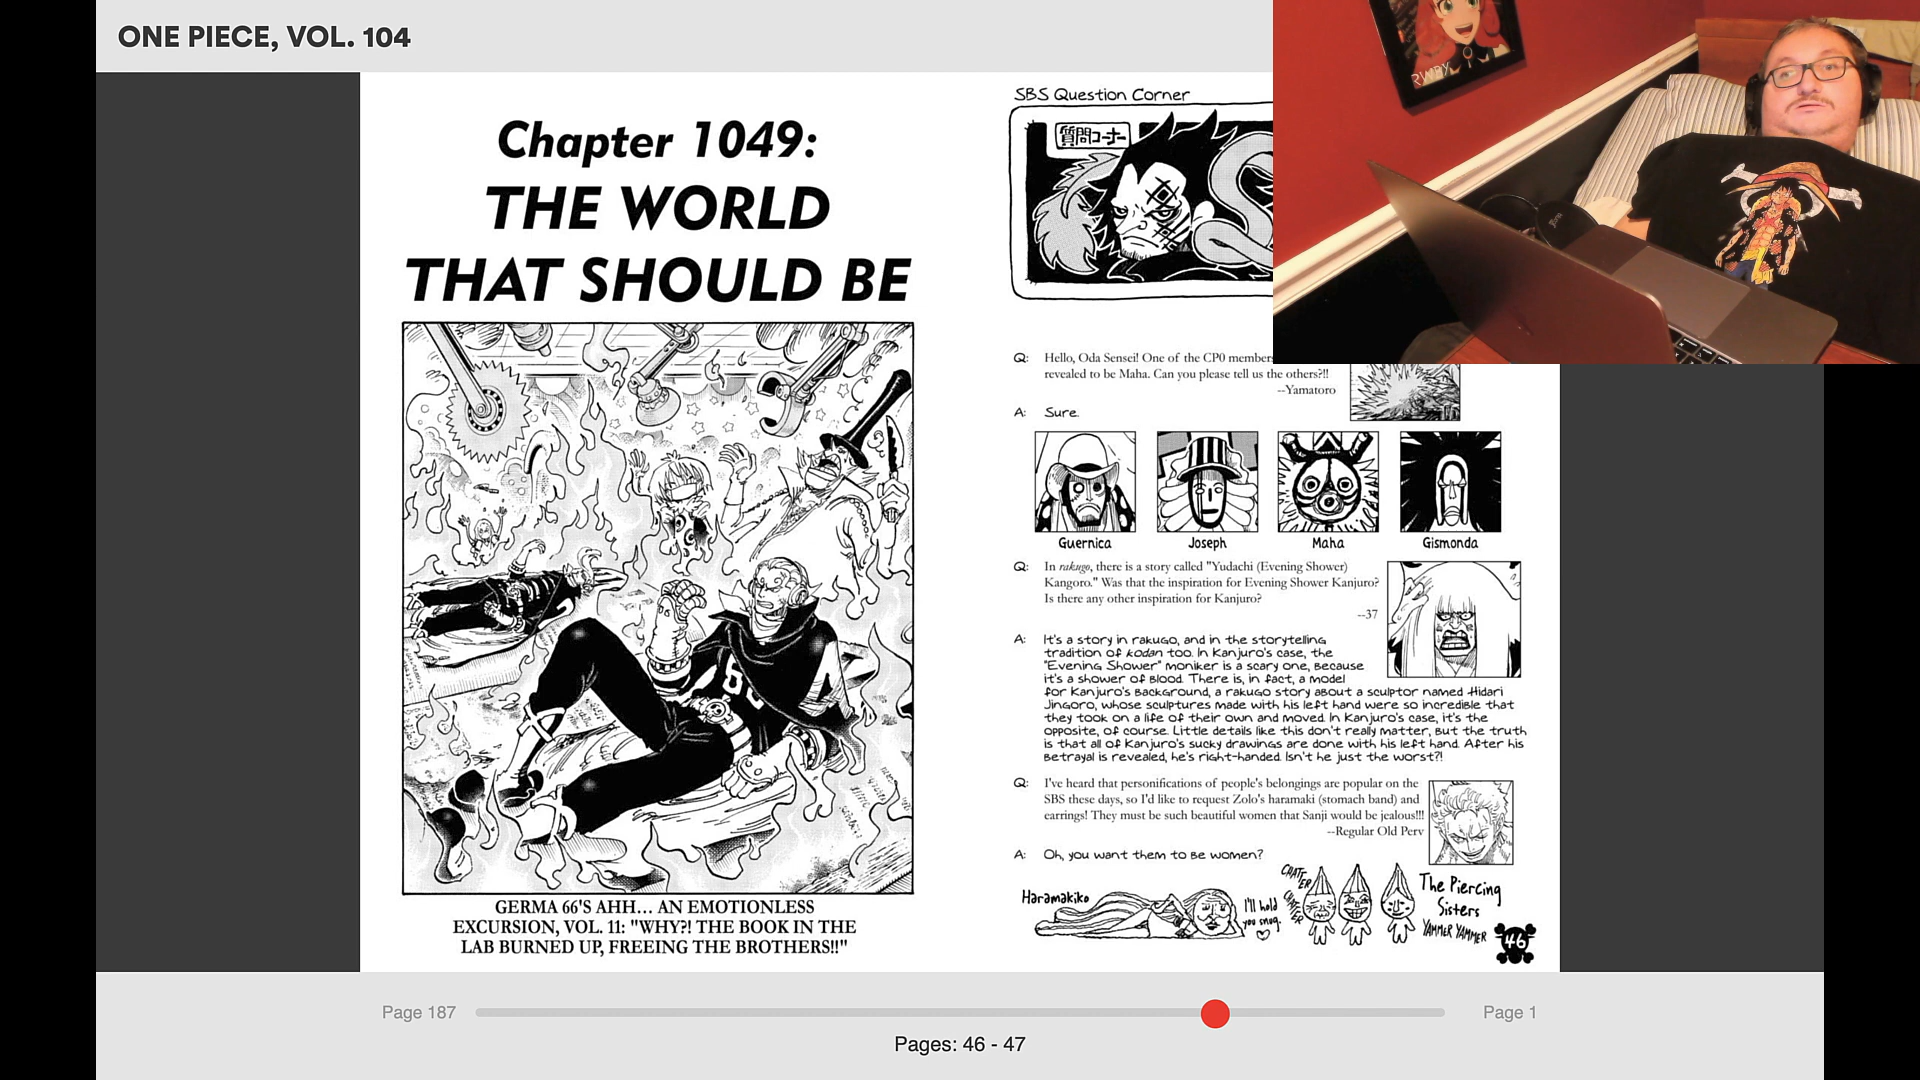 ONE PIECE, VOL. 104
Chapter 1049:
THE WORLD
THAT SHOULD BE
GERMA 66'S AHH... AN EMOTIONLESS
EXCURSION, VOL. 11: "WHY?! THE BOOK IN THE
LAB BURNED UP, FREEING THE BROTHERS!!"
SBS Question Corner
質問コーナー
RWBY
Q: Hello, Oda Sensei! One of the CP0 members
revealed to be Maha. Can you please tell us the others?!!
--Yamatoro
A: Sure.
Guernica
Joseph
Maha
Gismonda
Q: In rakugo, there is a story called "Yudachi (Evening Shower)
Kangoro." Was that the inspiration for Evening Shower Kanjuro?
Is there any other inspiration for Kanjuro?
--37
A: It's a story in rakugo, and in the storytelling
tradition of kodan too. In Kanjuro's case, the
"Evening Shower" moniker is a scary one, because
it's a shower of blood. There is, in fact, a model
for Kanjuro's background, a rakugo story about a sculptor named Hidari
Jingoro, whose sculptures made with his left hand were so incredible that
they took on a life of their own and moved. In Kanjuro's case, it's the
opposite, of course. Little details like this don't really matter, but the truth
is that all of Kanjuro's sucky drawings are done with his left hand. After his
betrayal is revealed, he's right-handed. Isn't he just the worst?!
Q: I've heard that personifications of people's belongings are popular on the
SBS these days, so I'd like to request Zolo's haramaki (stomach band) and
earrings! They must be such beautiful women that Sanji would be jealous!!!
--Regular Old Perv
A: Oh, you want them to be women?
Haramakiko
I'll hold
you snug.
CHATTER
CHATTER
The Piercing
Sisters
YAMMER YAMMER
46
Page 187
Page 1
Pages: 46 - 47